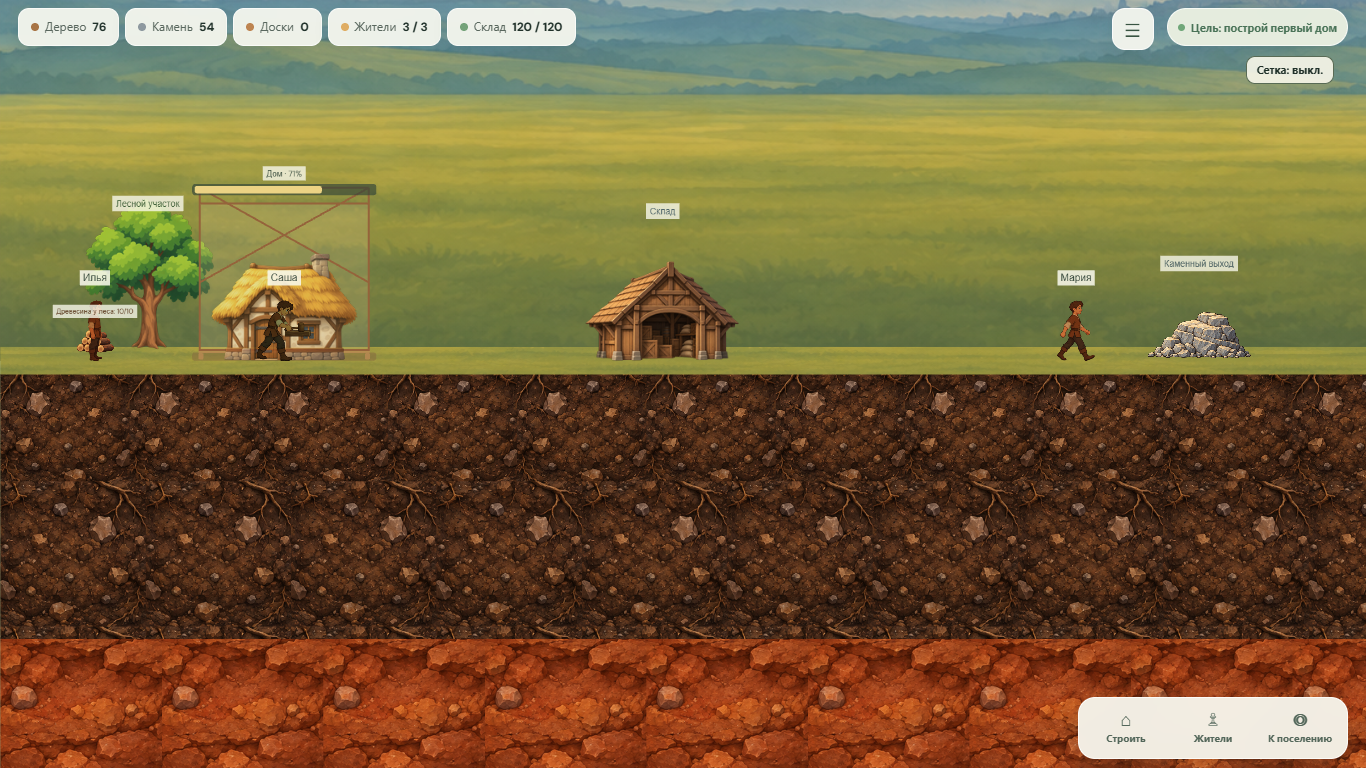 Дерево 76
Камень 54
Доски 0
Жители 3 / 3
Склад 120 / 120
☰
Цель: построй первый дом
Сетка: выкл.
Дом · 71%
Лесной участок
Склад
Каменный выход
Илья
Саша
Мария
Древесина у леса: 10/10
Строить
Жители
К поселению